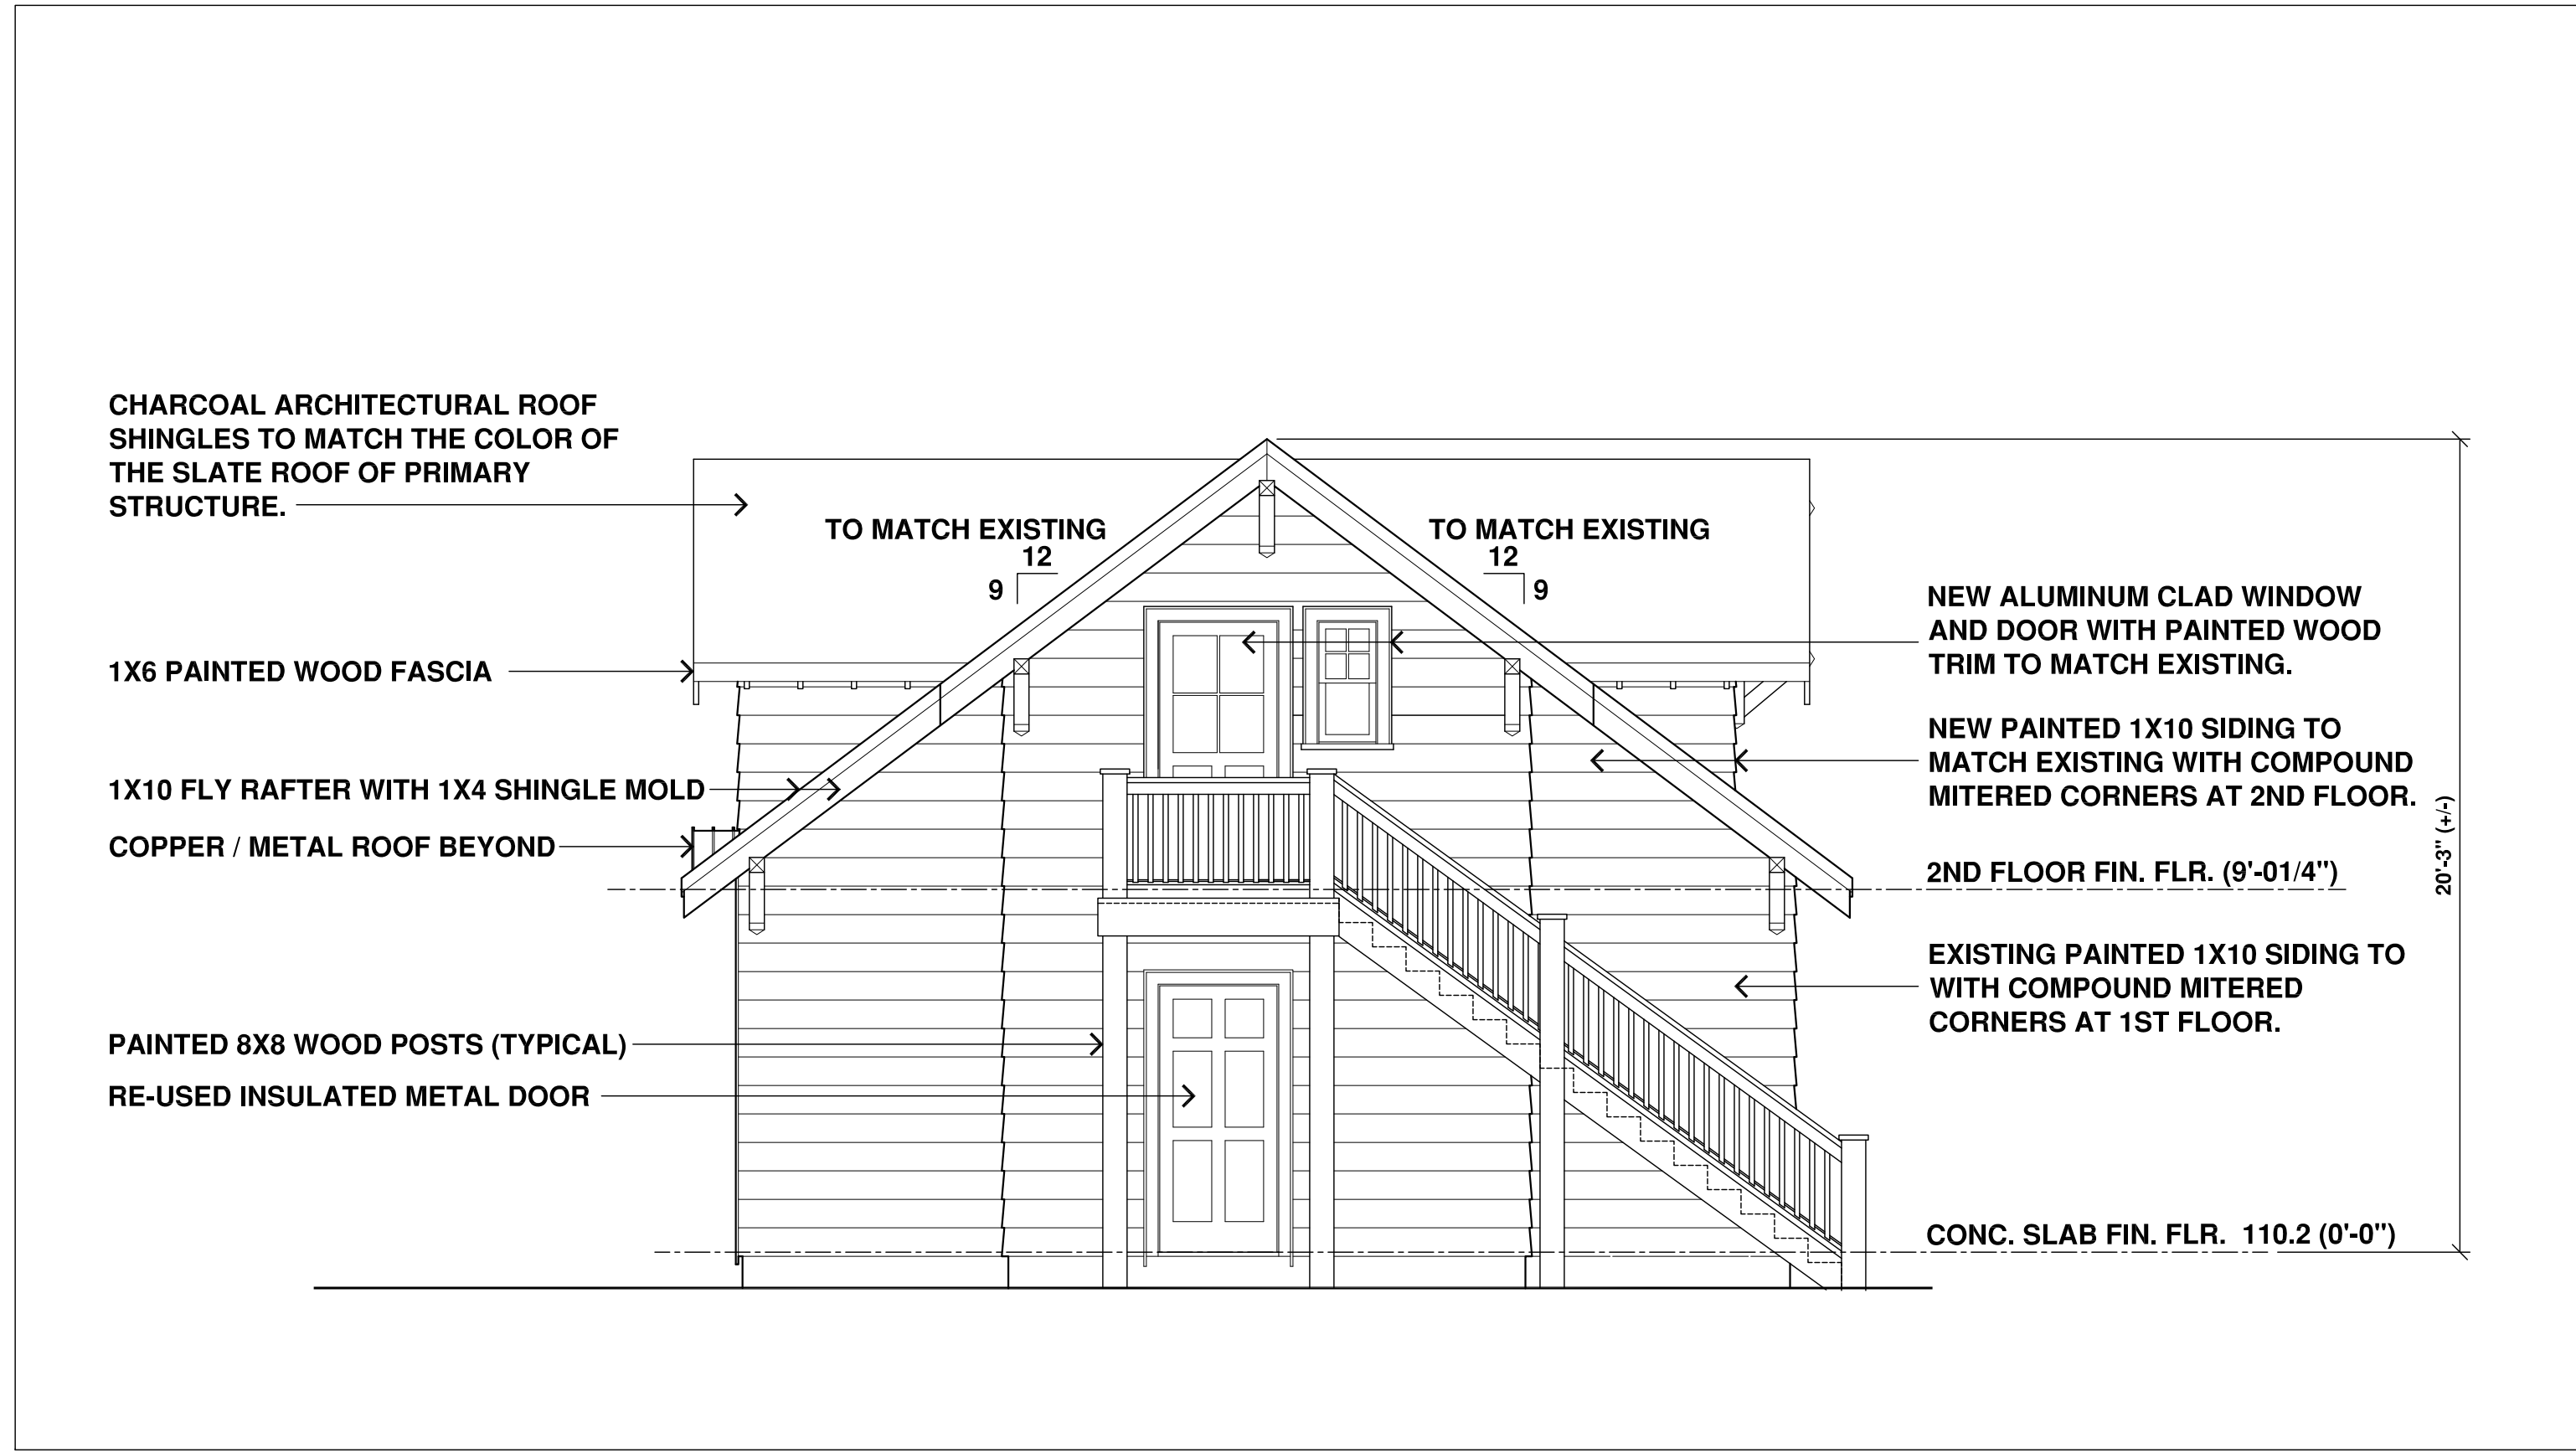 CHARCOAL ARCHITECTURAL ROOF
SHINGLES TO MATCH THE COLOR OF
THE SLATE ROOF OF PRIMARY
STRUCTURE.
1X6 PAINTED WOOD FASCIA
1X10 FLY RAFTER WITH 1X4 SHINGLE MOLD
COPPER / METAL ROOF BEYOND
PAINTED 8X8 WOOD POSTS (TYPICAL)
RE-USED INSULATED METAL DOOR
TO MATCH EXISTING
12
9
TO MATCH EXISTING
12
9
NEW ALUMINUM CLAD WINDOW
AND DOOR WITH PAINTED WOOD
TRIM TO MATCH EXISTING.
NEW PAINTED 1X10 SIDING TO
MATCH EXISTING WITH COMPOUND
MITERED CORNERS AT 2ND FLOOR.
2ND FLOOR FIN. FLR. (9'-01/4")
EXISTING PAINTED 1X10 SIDING TO
WITH COMPOUND MITERED
CORNERS AT 1ST FLOOR.
CONC. SLAB FIN. FLR. 110.2 (0'-0")
20'-3" (+/-)